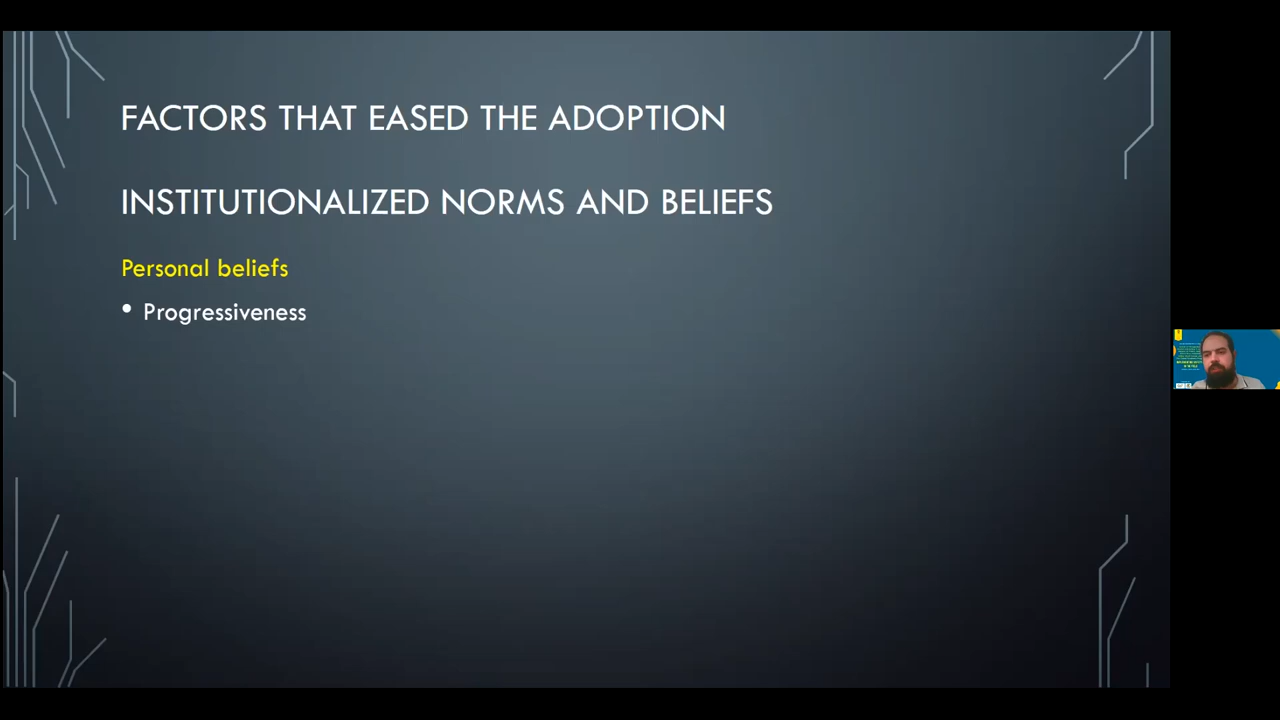 FACTORS THAT EASED THE ADOPTION
INSTITUTIONALIZED NORMS AND BELIEFS
Personal beliefs
• Progressiveness